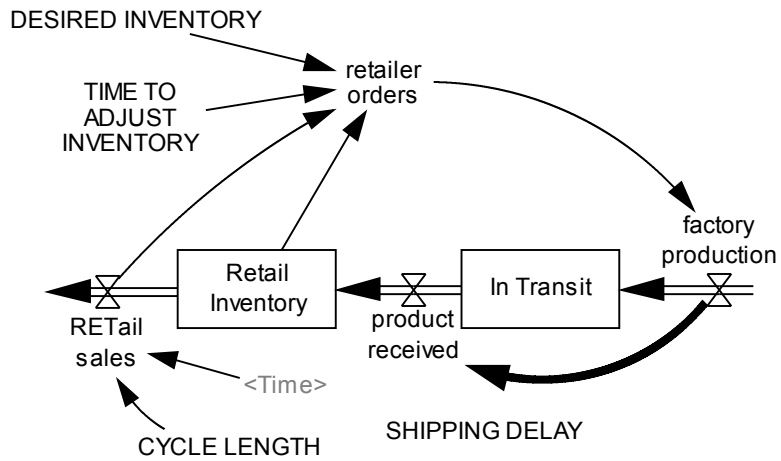 DESIRED INVENTORY
retailer
orders
TIME TO
ADJUST
INVENTORY
factory
production
Retail
Inventory
In Transit
RETail
sales
product
received
<Time>
CYCLE LENGTH
SHIPPING DELAY